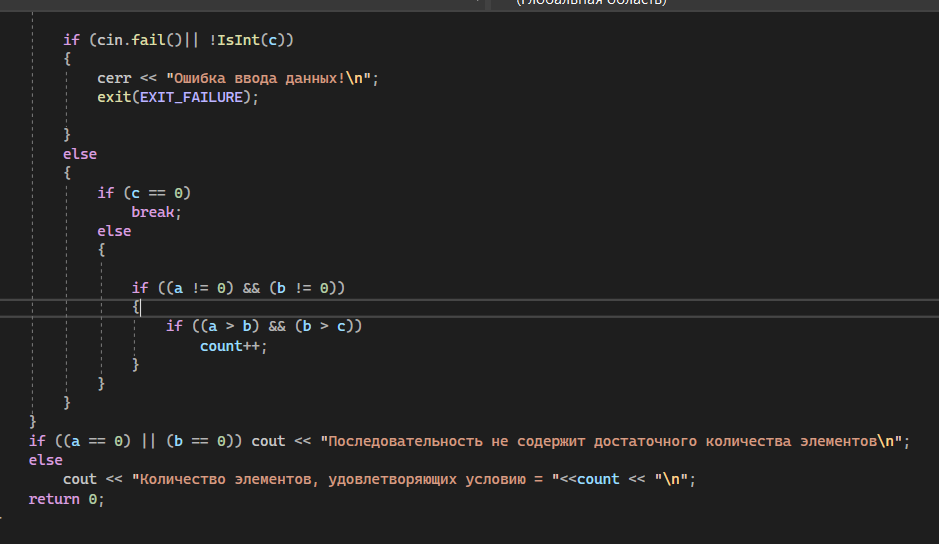 (Глобальная область)
if (cin.fail()|| !IsInt(c))
{
cerr << "Ошибка ввода данных!\n";
exit(EXIT_FAILURE);
}
else
{
if (c == 0)
break;
else
{
if ((a != 0) && (b != 0))
{
if ((a > b) && (b > c))
count++;
}
}
}
}
if ((a == 0) || (b == 0)) cout << "Последовательность не содержит достаточного количества элементов\n";
else
cout << "Количество элементов, удовлетворяющих условию = "<<count << "\n";
return 0;